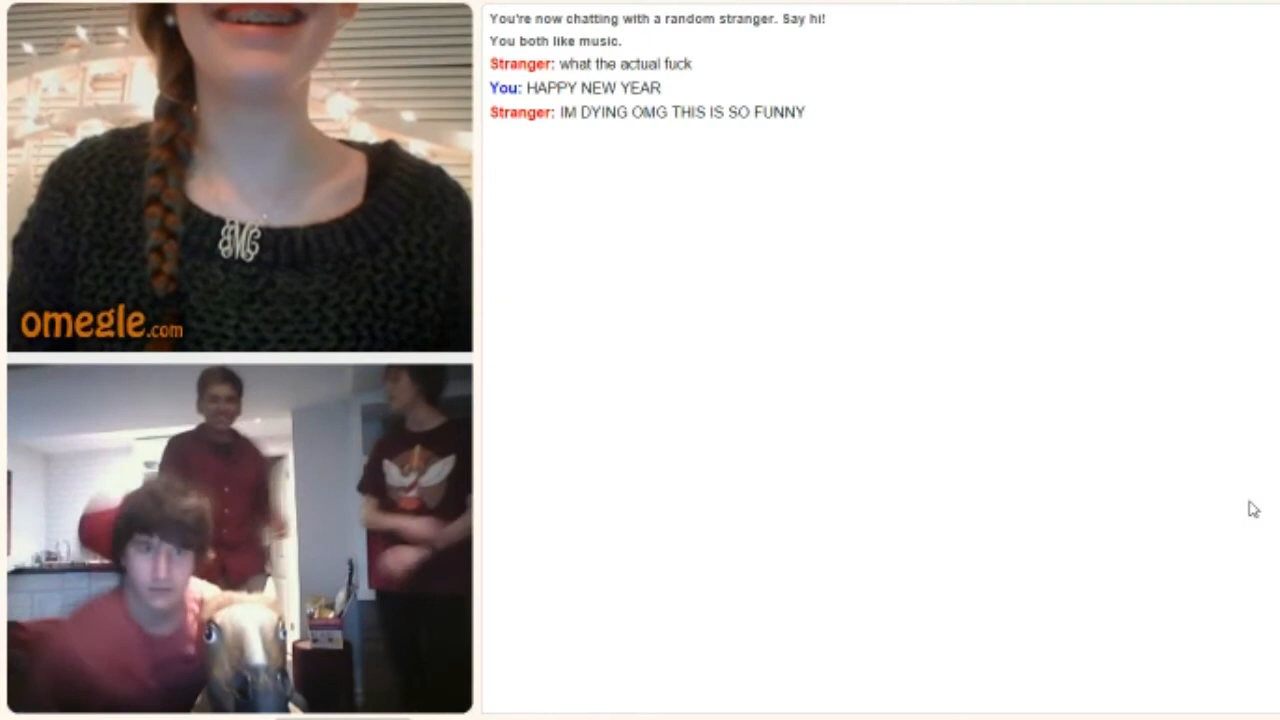 You're now chatting with a random stranger. Say hi!
You both like music.
Stranger: what the actual fuck
You: HAPPY NEW YEAR
Stranger: IM DYING OMG THIS IS SO FUNNY
omegle.com